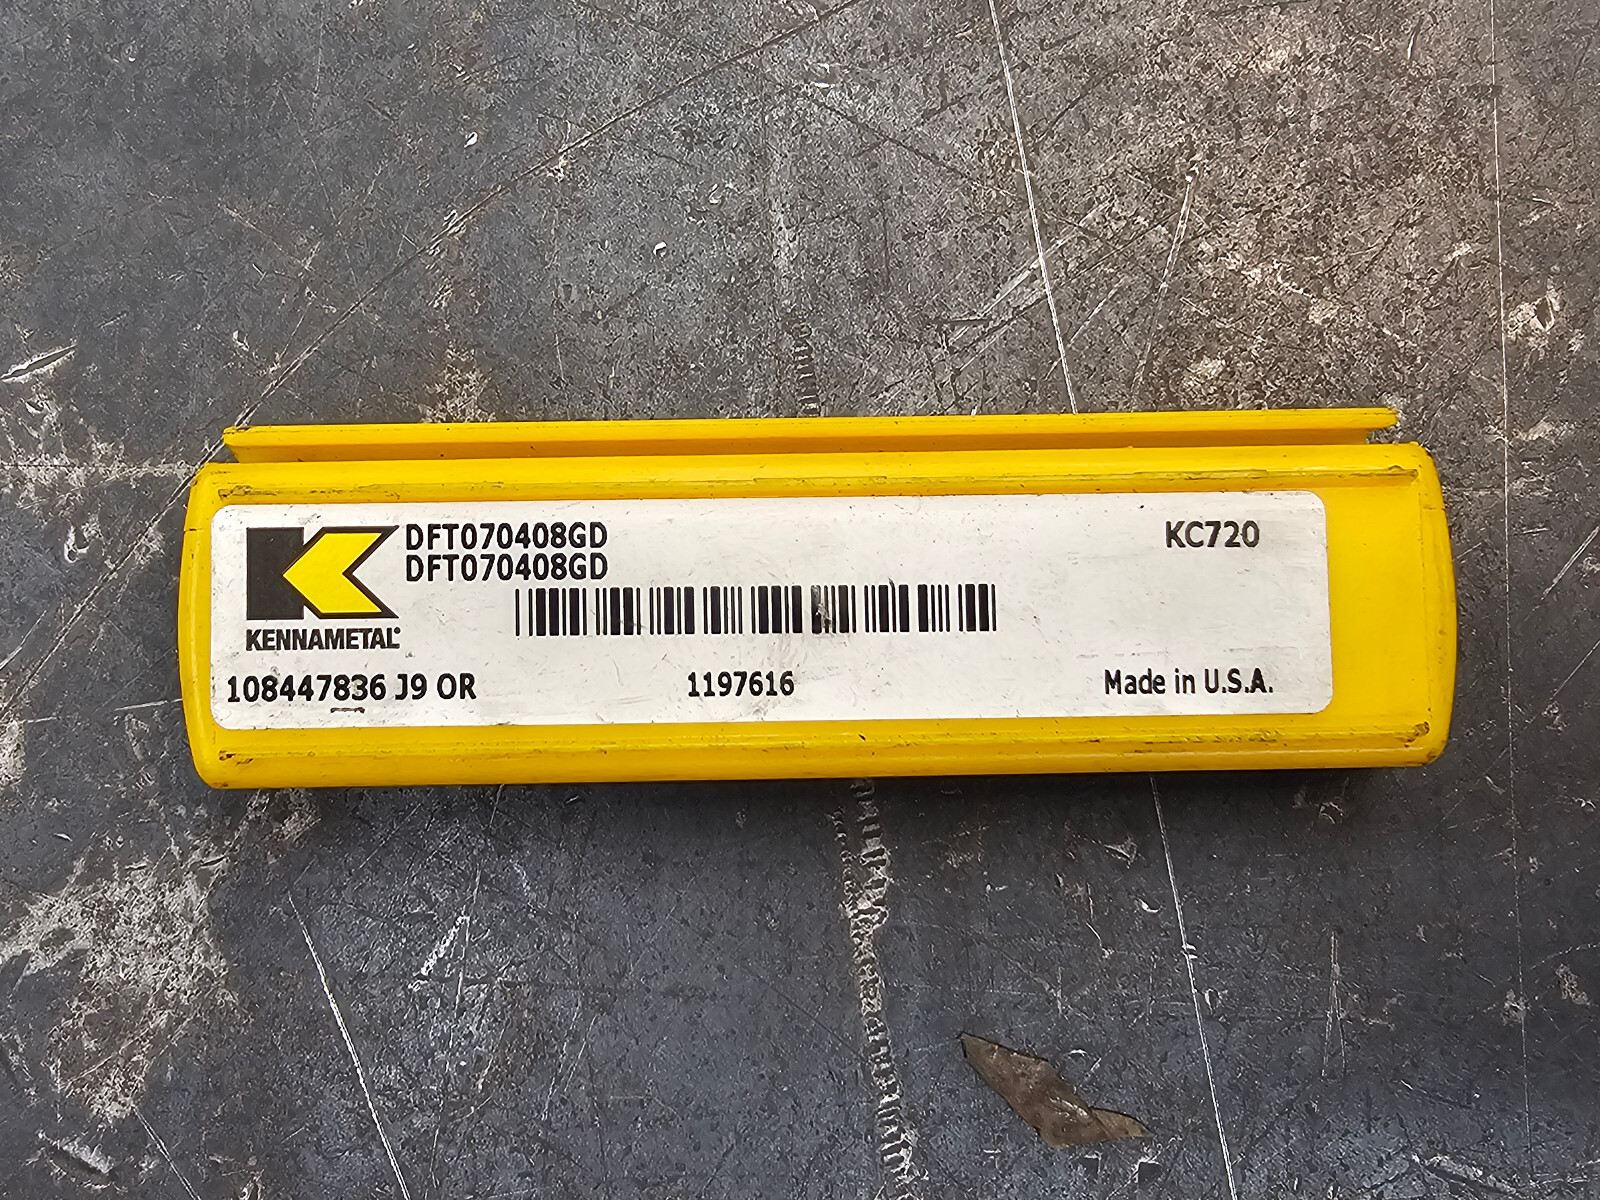 DFT070408GD
DFT070408GD
KC720
KENNAMETAL®
108447836 J9 OR
1197616
Made in U.S.A.